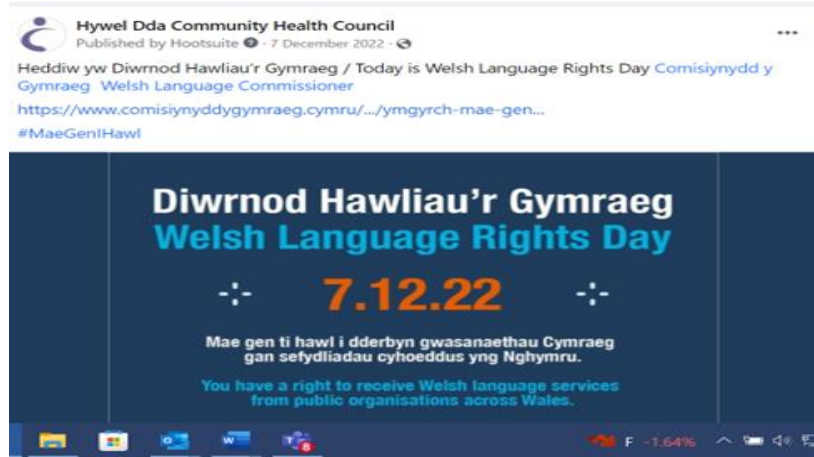 Hywel Dda Community Health Council
Published by Hootsuite · 7 December 2022 ·
Heddiw yw Diwrnod Hawliau'r Gymraeg / Today is Welsh Language Rights Day Comisiynydd y
Gymraeg Welsh Language Commissioner
https://www.comisiynyddygymraeg.cymru/.../ymgyrch-mae-gen...
#MaeGenIHawl
Diwrnod Hawliau'r Gymraeg
Welsh Language Rights Day
7.12.22
Mae gen ti hawl i dderbyn gwasanaethau Cymraeg
gan sefydliadau cyhoeddus yng Nghymru.
You have a right to receive Welsh language services
from public organisations across Wales.
F -1.64%